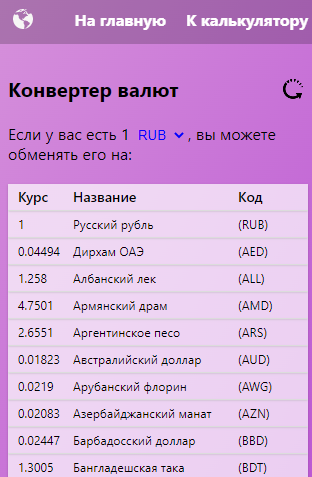 На главную К калькулятору
Конвертер валют
Если у вас есть 1 RUB , вы можете
обменять его на:
Курс Название Код
1 Русский рубль (RUB)
0.04494 Дирхам ОАЭ (AED)
1.258 Албанский лек (ALL)
4.7501 Армянский драм (AMD)
2.6551 Аргентинское песо (ARS)
0.01823 Австралийский доллар (AUD)
0.0219 Арубанский флорин (AWG)
0.02083 Азербайджанский манат (AZN)
0.02447 Барбадосский доллар (BBD)
1.3005 Бангладешская така (BDT)